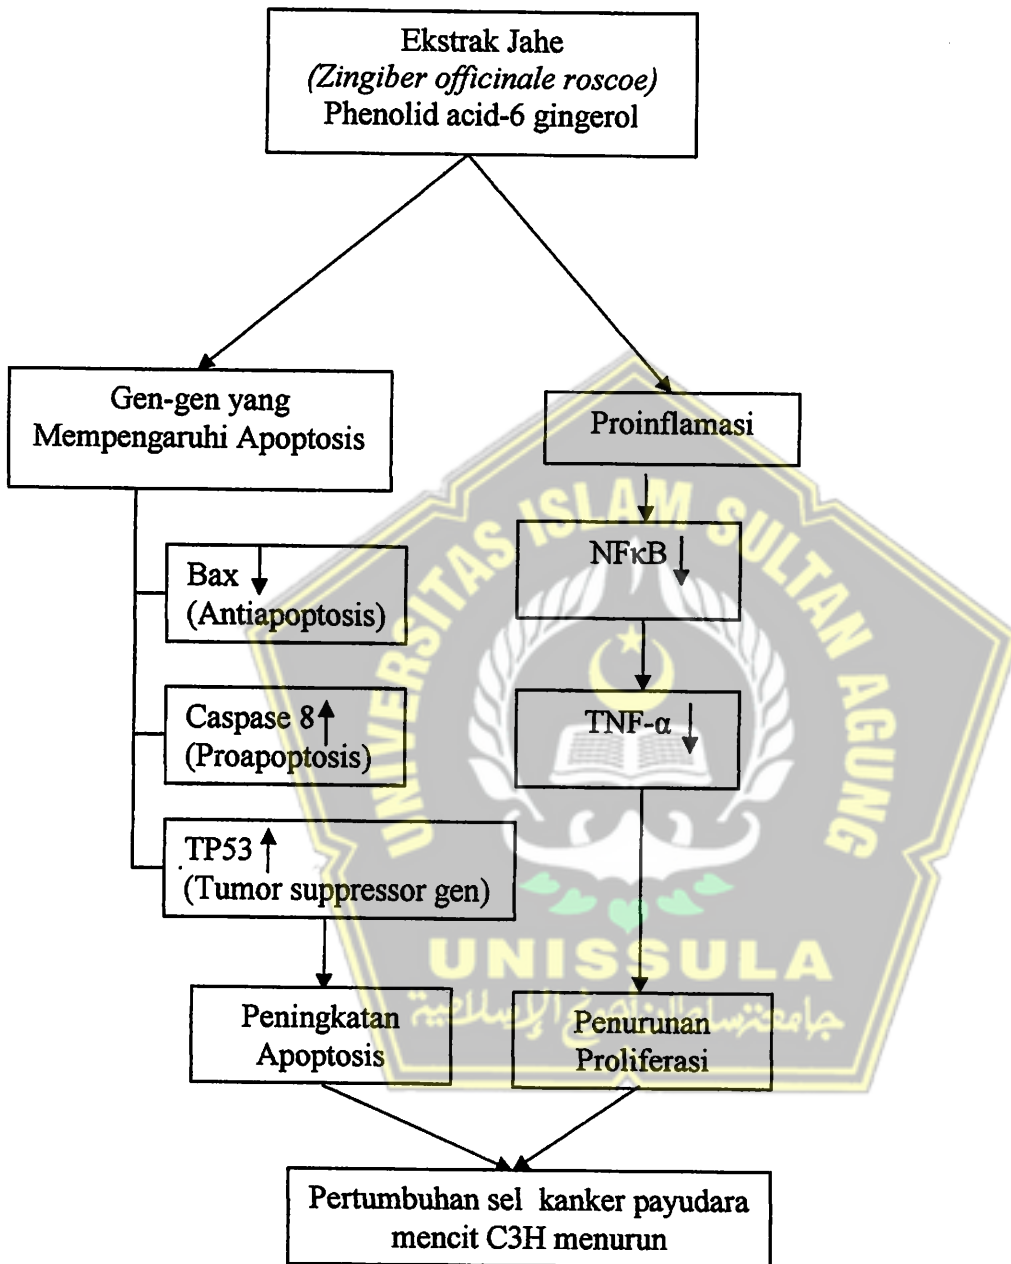 Ekstrak Jahe
(Zingiber officinale roscoe)
Phenolid acid-6 gingerol
Gen-gen yang
Mempengaruhi Apoptosis
Proinflamasi
Bax ↓
(Antiapoptosis)
NFκB ↓
Caspase 8 ↑
(Proapoptosis)
TNF-α ↓
TP53 ↑
(Tumor suppressor gen)
Peningkatan
Apoptosis
Penurunan
Proliferasi
Pertumbuhan sel kanker payudara
mencit C3H menurun
UNIVERSITAS ISLAM SULTAN AGUNG
UNISSULA